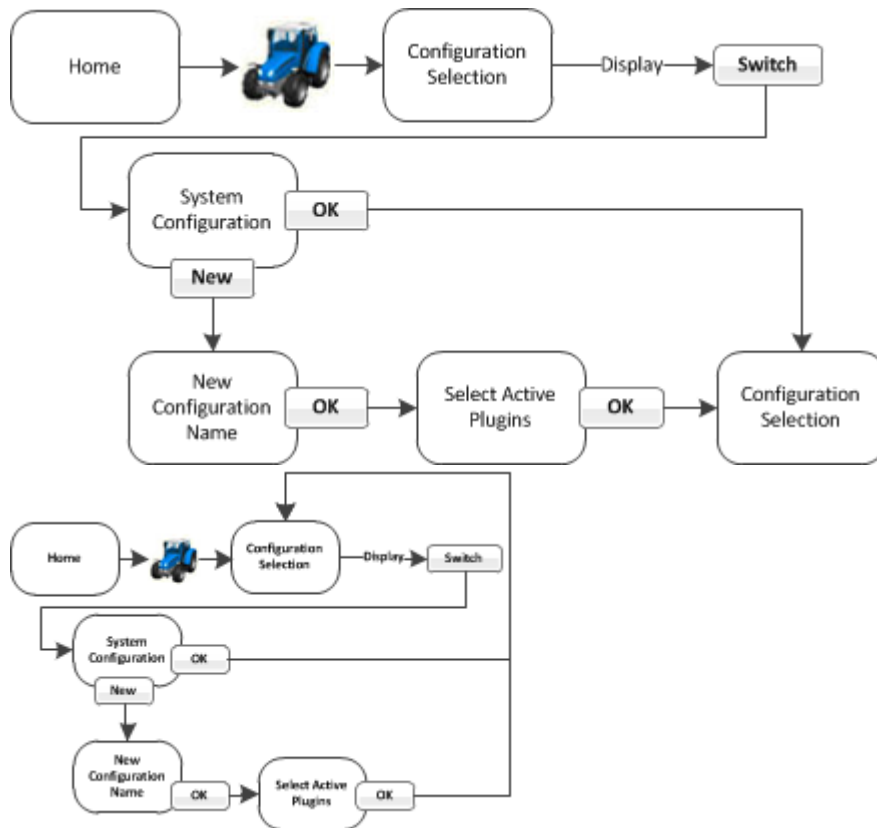 Home
Configuration
Selection
Display
Switch
System
Configuration
OK
New
New
Configuration
Name
OK
Select Active
Plugins
OK
Configuration
Selection
Home
Configuration
Selection
Display
Switch
System
Configuration
OK
New
New
Configuration
Name
OK
Select Active
Plugins
OK